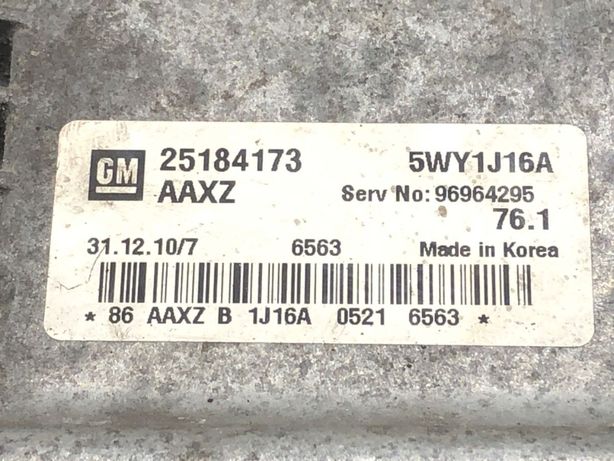 GM 25184173 5WY1J16A
AAXZ Serv No: 96964295
76.1
31.12.10/7 6563 Made in Korea
* 86 AAXZ B 1J16A 0521 6563 *